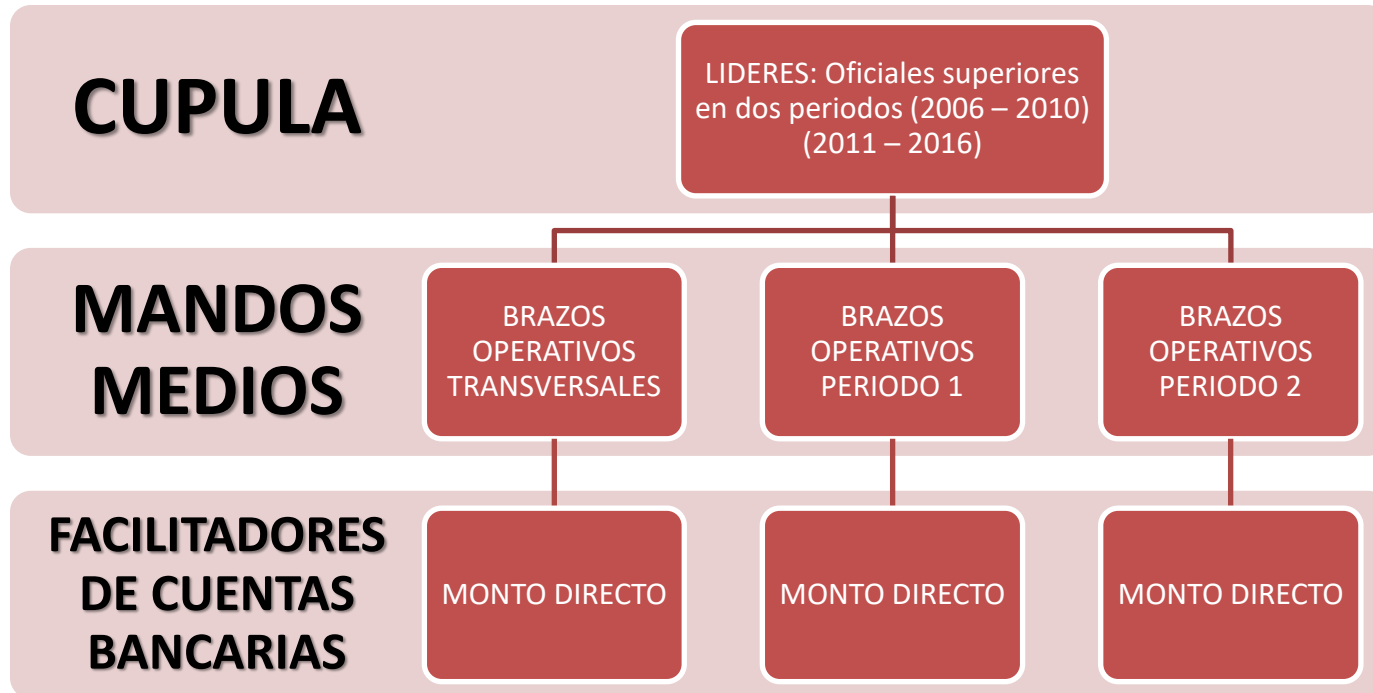 CUPULA
LIDERES: Oficiales superiores
en dos periodos (2006 – 2010)
(2011 – 2016)
MANDOS
MEDIOS
BRAZOS
OPERATIVOS
TRANSVERSALES
BRAZOS
OPERATIVOS
PERIODO 1
BRAZOS
OPERATIVOS
PERIODO 2
FACILITADORES
DE CUENTAS
BANCARIAS
MONTO DIRECTO
MONTO DIRECTO
MONTO DIRECTO